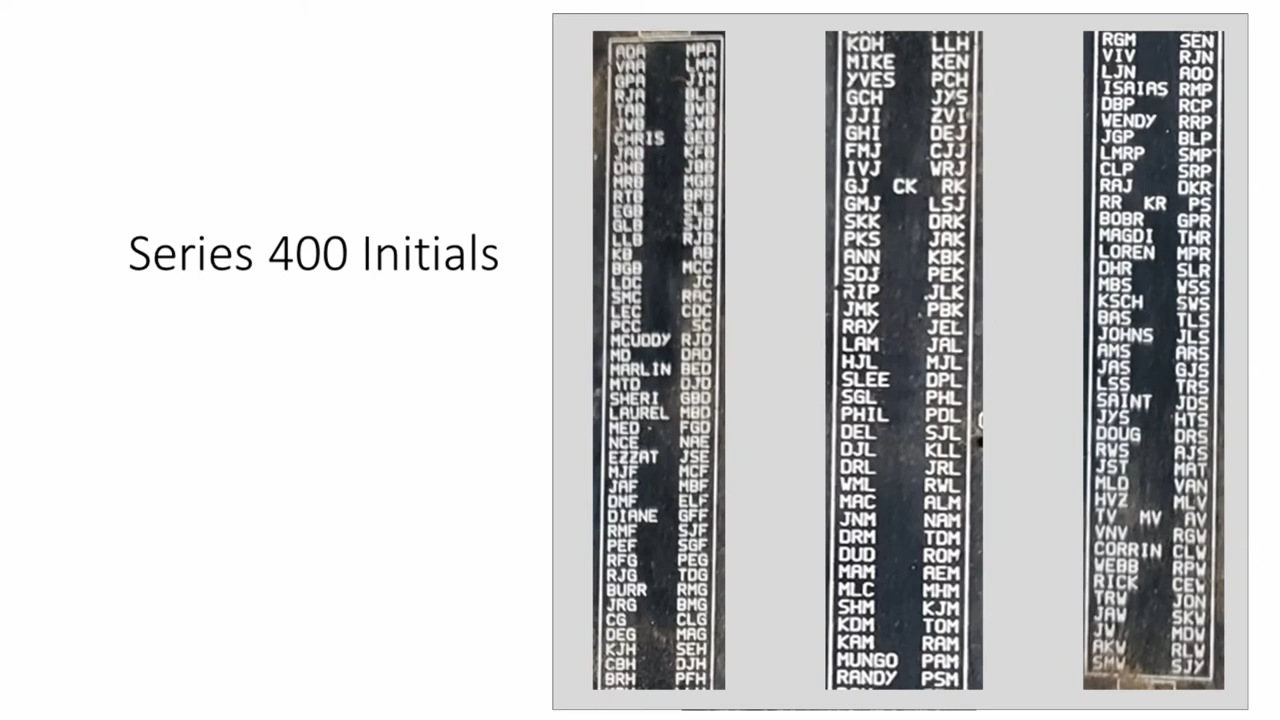 Series 400 Initials
ADA MPA
VAA LMA
GPA JIM
RJA BLB
TAB DWB
JWB SWB
CHRIS GEB
JAB KFB
DHB JBB
MRB MGB
RTB BPB
EGB SLB
GLB SJB
LLB RJB
KB AB
BGB MCC
LDC JC
SMC RAC
LEC CDC
PCC SC
MCUDDY RJD
MD DAD
MARLIN BED
MTD DJD
SHERI GBD
LAUREL MBD
MED FGD
NCE NAE
EZZAT JSE
MJF MCF
JAF MBF
DMF ELF
DIANE GFF
RMF SJF
PEF SGF
RFG PEG
RJG TDG
BURR RMG
JRG BMG
CG CLG
DEG MAG
KJH SEH
CBH DJH
BRH PFH
KDH LLH
MIKE KEN
YVES PCH
GCH JYS
JJI ZVI
GHI DEJ
FMJ CJJ
IVJ WRJ
GJ CK RK
GMJ LSJ
SKK DRK
PKS JAK
ANN KBK
SDJ PEK
RIP JLK
JMK PBK
RAY JEL
LAM JAL
HJL MJL
SLEE DPL
SGL PHL
PHIL PDL
DEL SJL
DJL KLL
DRL JRL
WML RWL
MAC ALM
JNM NAM
DRM TDM
DUD ROM
MAM AEM
MLC MHM
SHM KJM
KDM TOM
KAM RAM
MUNGO PAM
RANDY PSM
RGM SEN
VIV RJN
LJN AOO
ISAIAS RMP
DBP RCP
WENDY RRP
JGP BLP
LMRP SMP
CLP SRP
RAJ DKR
RR KR PS
BOBR GPR
MAGDI THR
LOREN MPR
DHR SLR
MBS WSS
KSCH SWS
BAS TLS
JOHNS JLS
AMS ARS
JAS GJS
LSS TRS
SAINT JDS
JYS HTS
DOUG DRS
RWS AJS
JST MAT
MLD VAN
HVZ MLV
TV MV AV
VNV RGW
CORRIN CLW
WEBB RPW
RICK CEW
TRW JON
JAW SKW
JW MDW
AKW RLW
SMW SJY